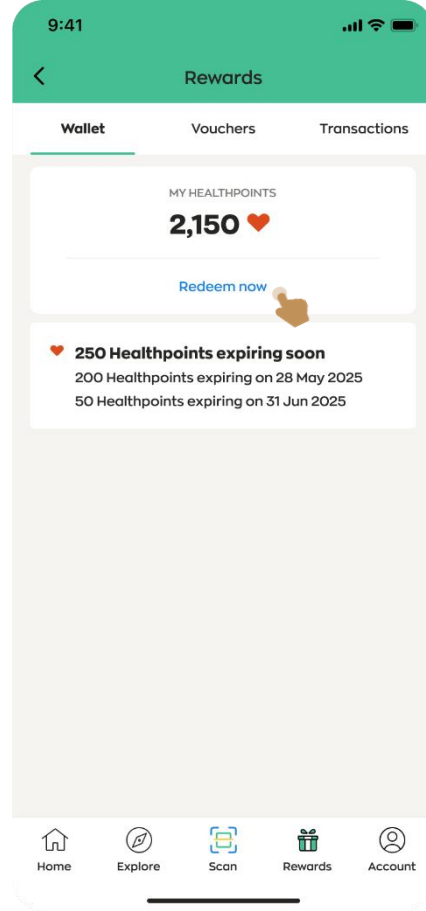 9:41
Rewards
Wallet Vouchers Transactions
MY HEALTHPOINTS
2,150
Redeem now
250 Healthpoints expiring soon
200 Healthpoints expiring on 28 May 2025
50 Healthpoints expiring on 31 Jun 2025
Home Explore Scan Rewards Account